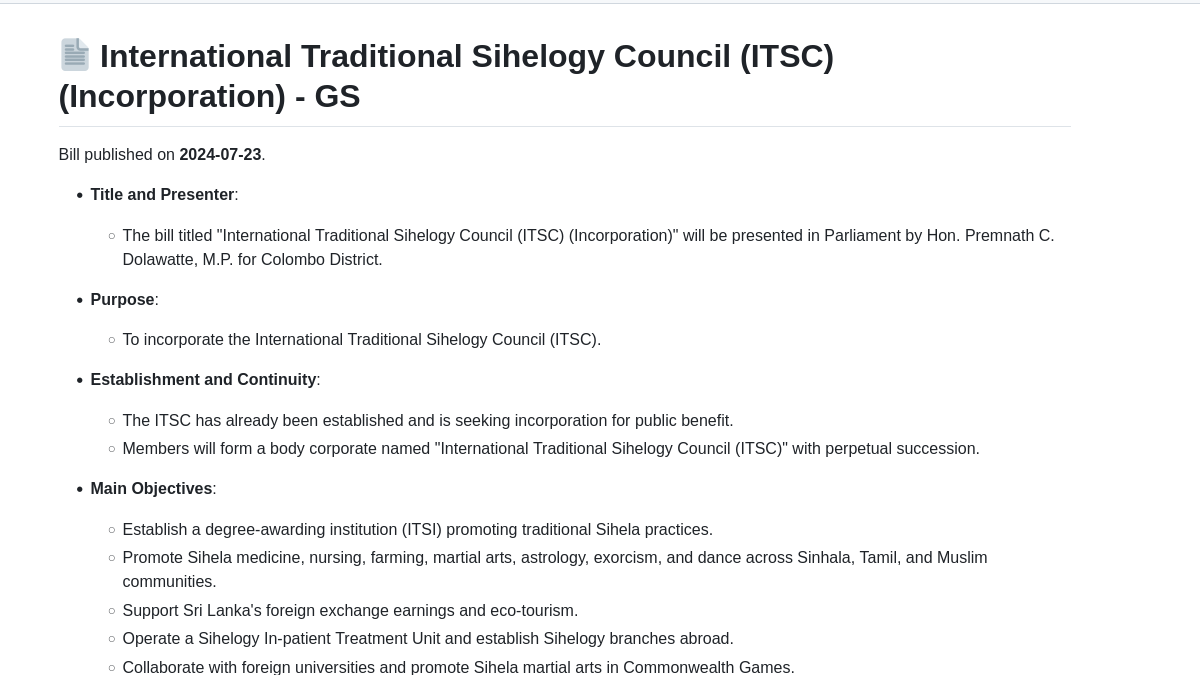 International Traditional Sihelogy Council (ITSC)
(Incorporation) - GS
Bill published on 2024-07-23.
• Title and Presenter:
○ The bill titled "International Traditional Sihelogy Council (ITSC) (Incorporation)" will be presented in Parliament by Hon. Premnath C.
Dolawatte, M.P. for Colombo District.
• Purpose:
○ To incorporate the International Traditional Sihelogy Council (ITSC).
• Establishment and Continuity:
○ The ITSC has already been established and is seeking incorporation for public benefit.
○ Members will form a body corporate named "International Traditional Sihelogy Council (ITSC)" with perpetual succession.
• Main Objectives:
○ Establish a degree-awarding institution (ITSI) promoting traditional Sihela practices.
○ Promote Sihela medicine, nursing, farming, martial arts, astrology, exorcism, and dance across Sinhala, Tamil, and Muslim
communities.
○ Support Sri Lanka's foreign exchange earnings and eco-tourism.
○ Operate a Sihelogy In-patient Treatment Unit and establish Sihelogy branches abroad.
○ Collaborate with foreign universities and promote Sihela martial arts in Commonwealth Games.